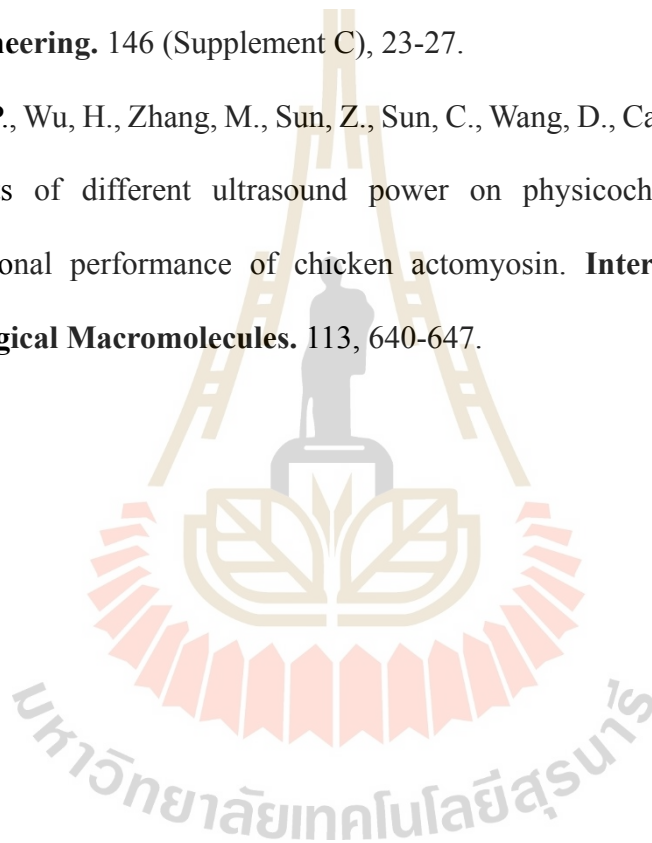 neering. 146 (Supplement C), 23-27.
P., Wu, H., Zhang, M., Sun, Z., Sun, C., Wang, D., Ca
s of different ultrasound power on physicoch
onal performance of chicken actomyosin. Inter
gical Macromolecules. 113, 640-647.
มหาวิทยาลัยเทคโนโลยีสุรนารี